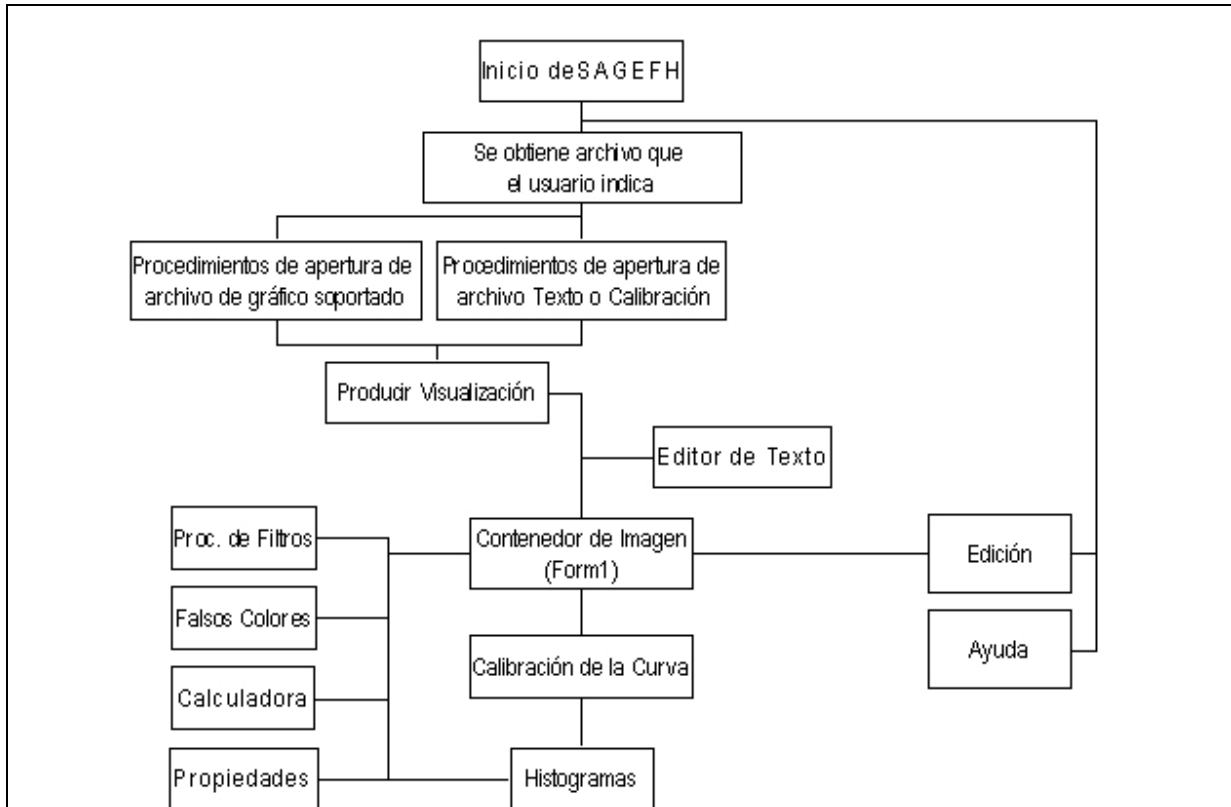 Inicio de S A G E F H
Se obtiene archivo que
el usuario indica
Procedimientos de apertura de
archivo de gráfico soportado
Procedimientos de apertura de
archivo Texto o Calibración
Producir Visualización
Editor de Texto
Proc. de Filtros
Contenedor de Imagen
(Form1)
Edición
Falsos Colores
Calibración de la Curva
Ayuda
Calculadora
Propiedades
Histogramas